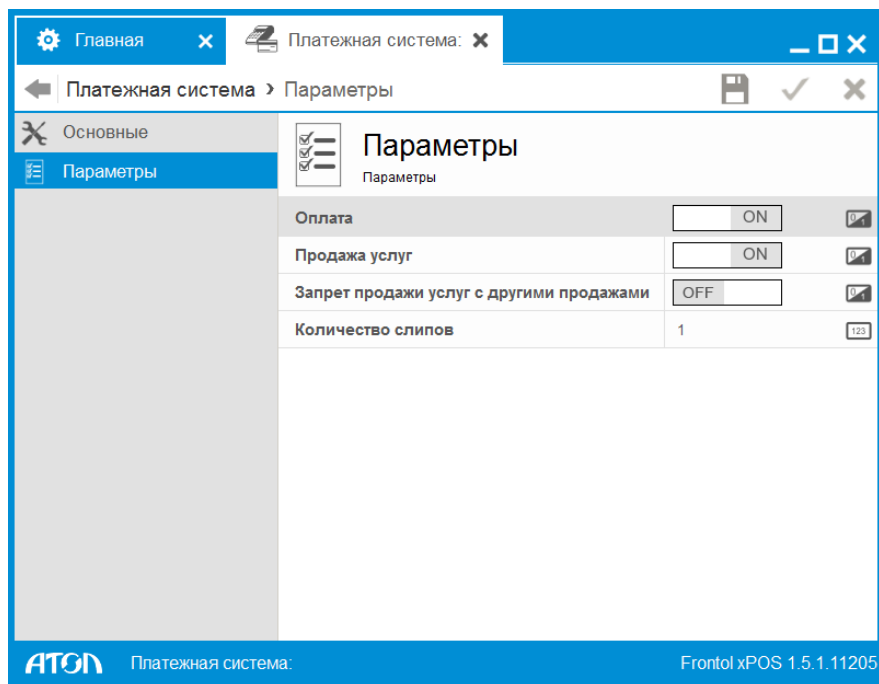 Главная
Платежная система:
Платежная система › Параметры
Основные
Параметры
Параметры
Параметры
Оплата ON
Продажа услуг ON
Запрет продажи услуг с другими продажами OFF
Количество слипов 1 123
АТОЛ Платежная система: Frontol xPOS 1.5.1.11205